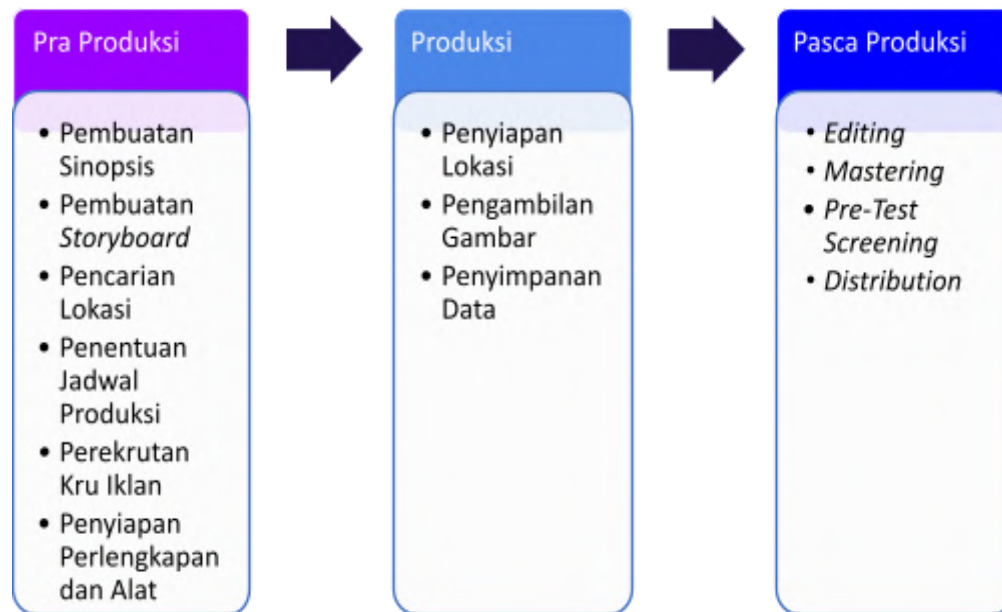 Pra Produksi
• Pembuatan
Sinopsis
• Pembuatan
Storyboard
• Pencarian
Lokasi
• Penentuan
Jadwal
Produksi
• Perekrutan
Kru Iklan
• Penyiapan
Perlengkapan
dan Alat
Produksi
• Penyiapan
Lokasi
• Pengambilan
Gambar
• Penyimpanan
Data
Pasca Produksi
• Editing
• Mastering
• Pre-Test
Screening
• Distribution